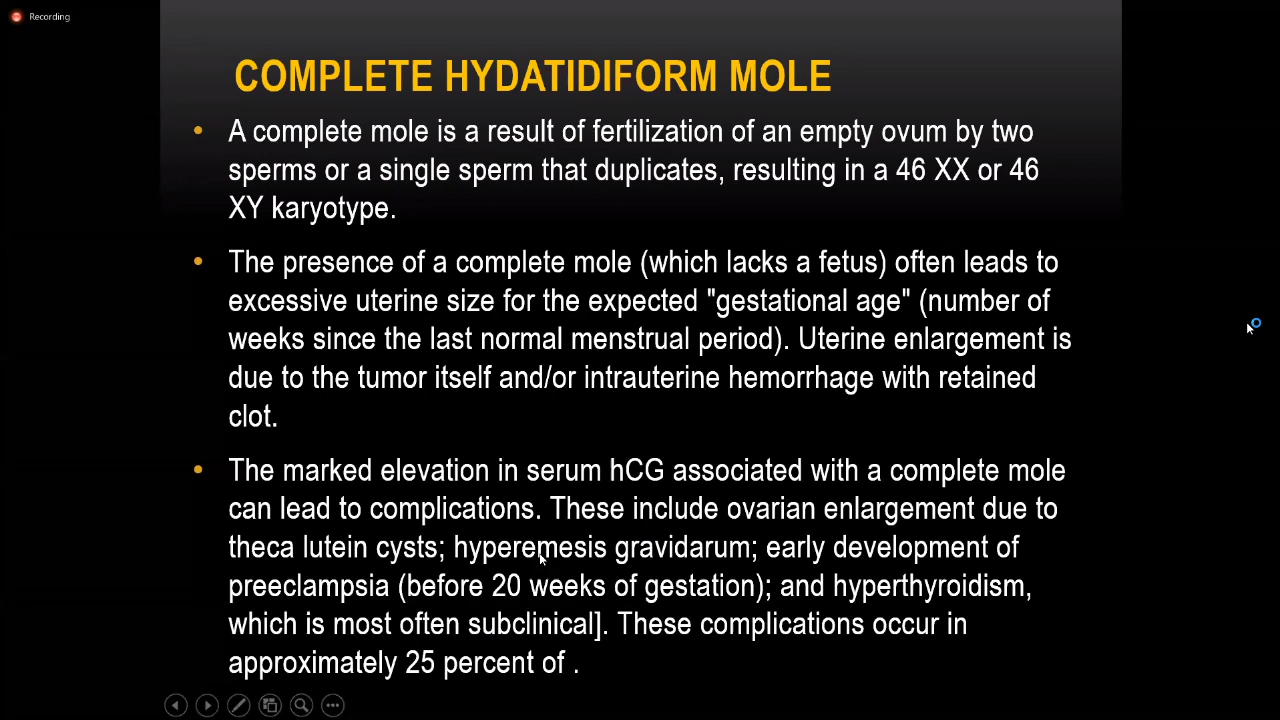 Recording
COMPLETE HYDATIDIFORM MOLE
• A complete mole is a result of fertilization of an empty ovum by two
sperms or a single sperm that duplicates, resulting in a 46 XX or 46
XY karyotype.
• The presence of a complete mole (which lacks a fetus) often leads to
excessive uterine size for the expected "gestational age" (number of
weeks since the last normal menstrual period). Uterine enlargement is
due to the tumor itself and/or intrauterine hemorrhage with retained
clot.
• The marked elevation in serum hCG associated with a complete mole
can lead to complications. These include ovarian enlargement due to
theca lutein cysts; hyperemesis gravidarum; early development of
preeclampsia (before 20 weeks of gestation); and hyperthyroidism,
which is most often subclinical]. These complications occur in
approximately 25 percent of .